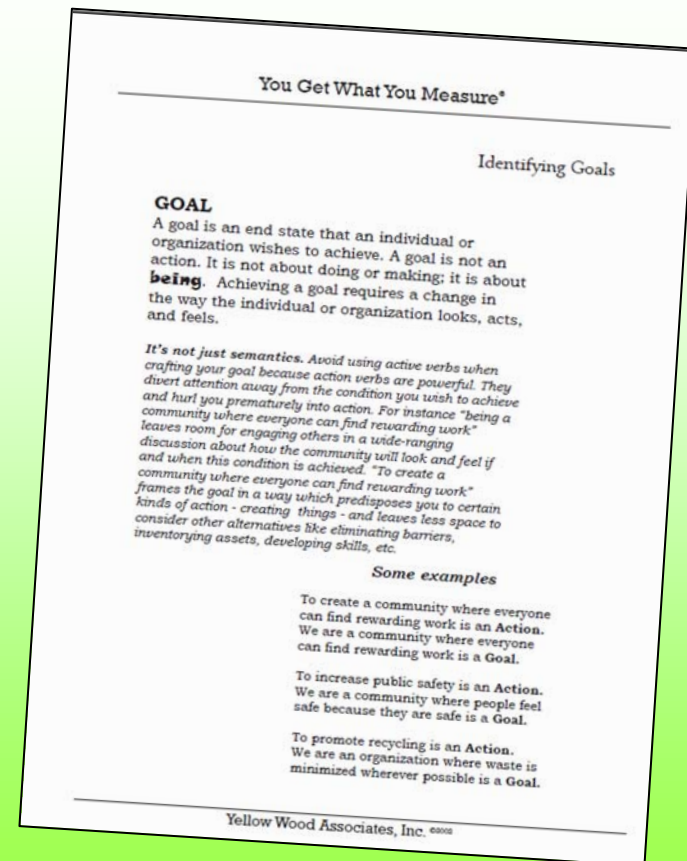 You Get What You Measure®
Identifying Goals
GOAL
A goal is an end state that an individual or
organization wishes to achieve. A goal is not an
action. It is not about doing or making; it is about
being. Achieving a goal requires a change in
the way the individual or organization looks, acts,
and feels.
It's not just semantics. Avoid using active verbs when
crafting your goal because action verbs are powerful. They
divert attention away from the condition you wish to achieve
and hurl you prematurely into action. For instance "being a
community where everyone can find rewarding work"
leaves room for engaging others in a wide-ranging
discussion about how the community will look and feel if
and when this condition is achieved. "To create a
community where everyone can find rewarding work"
frames the goal in a way which predisposes you to certain
kinds of action - creating things - and leaves less space to
consider other alternatives like eliminating barriers,
inventorying assets, developing skills, etc.
Some examples
To create a community where everyone
can find rewarding work is an Action.
We are a community where everyone
can find rewarding work is a Goal.
To increase public safety is an Action.
We are a community where people feel
safe because they are safe is a Goal.
To promote recycling is an Action.
We are an organization where waste is
minimized wherever possible is a Goal.
Yellow Wood Associates, Inc.